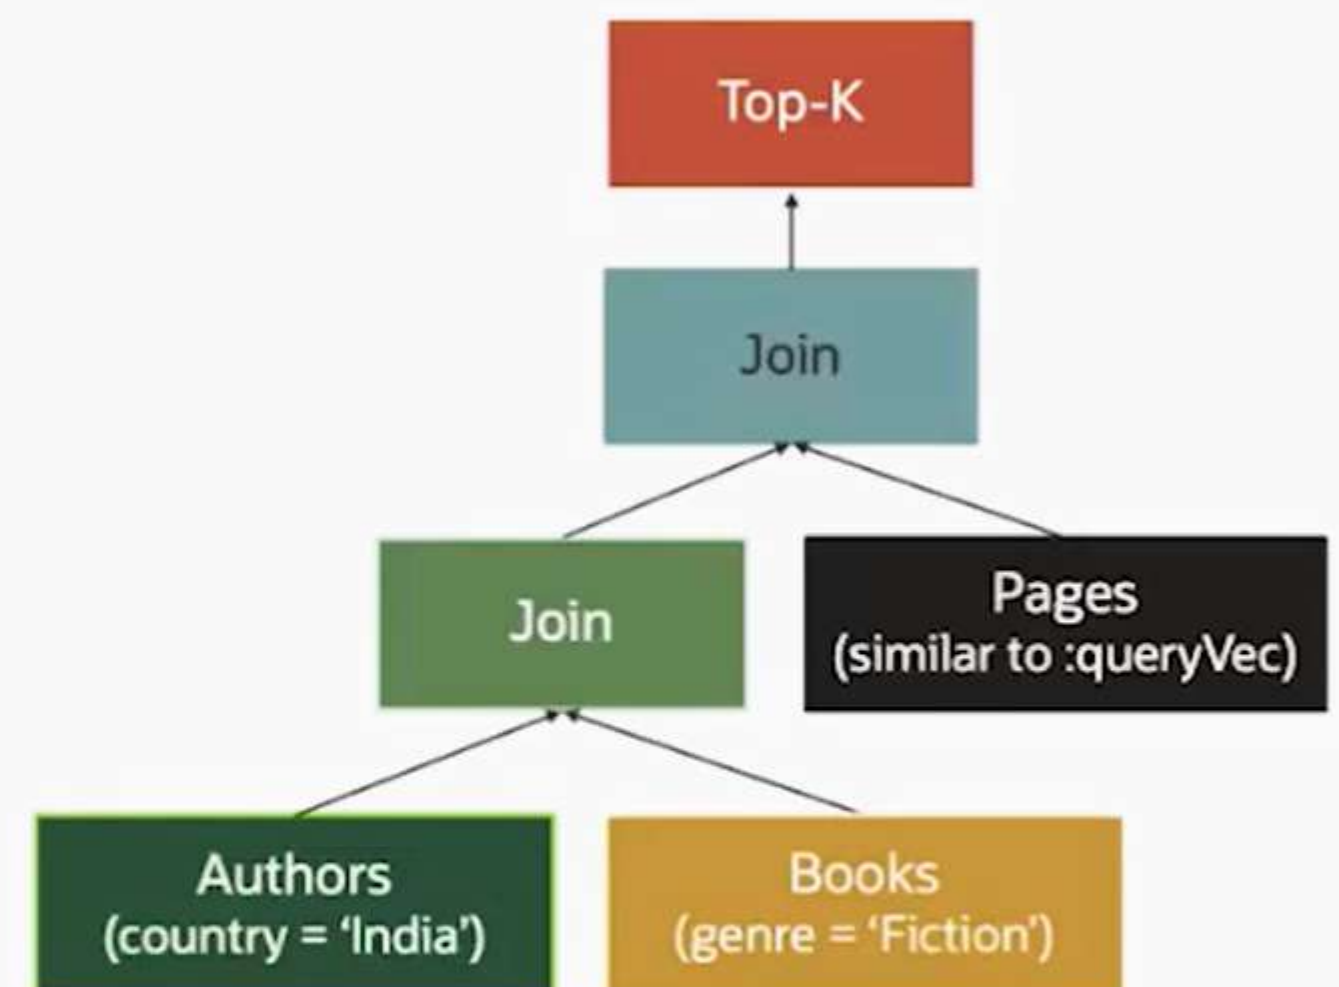 Top-K
Join
Join
Pages
(similar to :queryVec)
Authors
(country = ‘India’)
Books
(genre = ‘Fiction’)